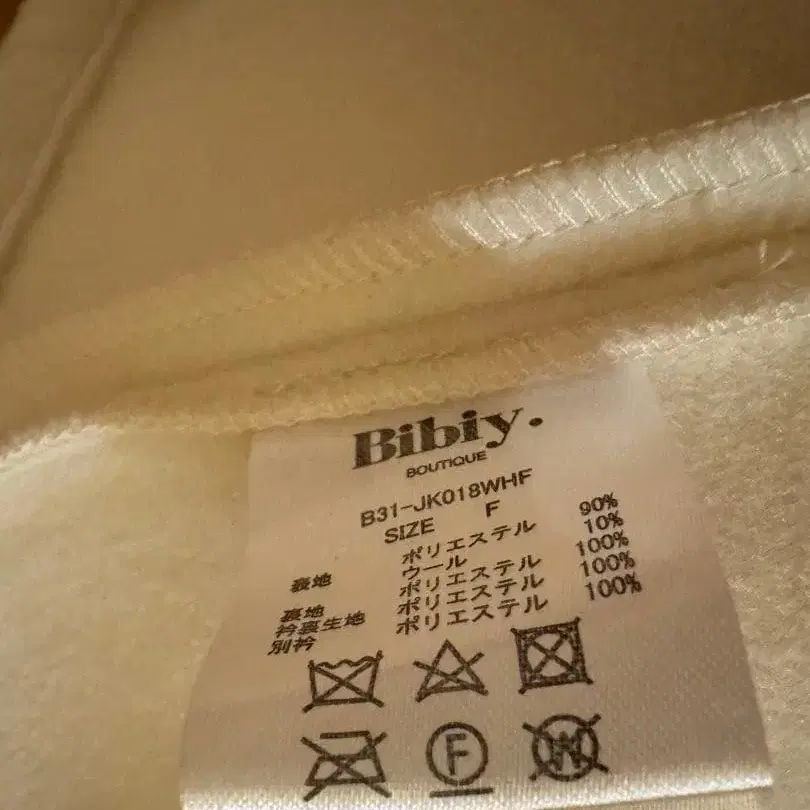 Bibiy.
BOUTIQUE
B31-JK018WHF
SIZE F
表地 ポリエステル 90%
ウール 10%
裏地 ポリエステル 100%
衿裏生地 ポリエステル 100%
別衿 ポリエステル 100%
F
W